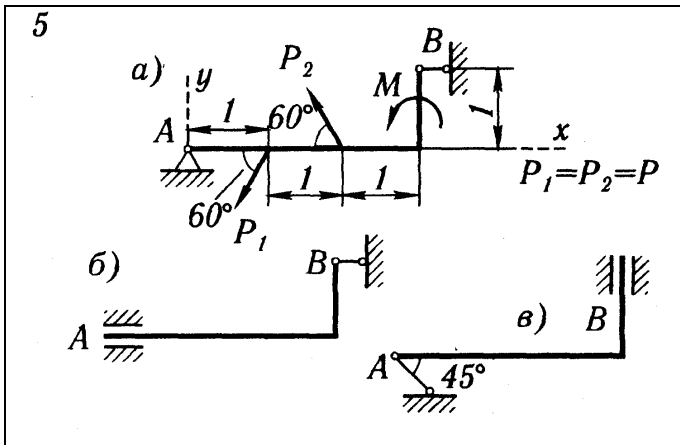 5
а) y P₂ B
M
A 1 60° 1 x
60° P₁ 1 1 P₁=P₂=P
б) B
A
в) B
A 45°